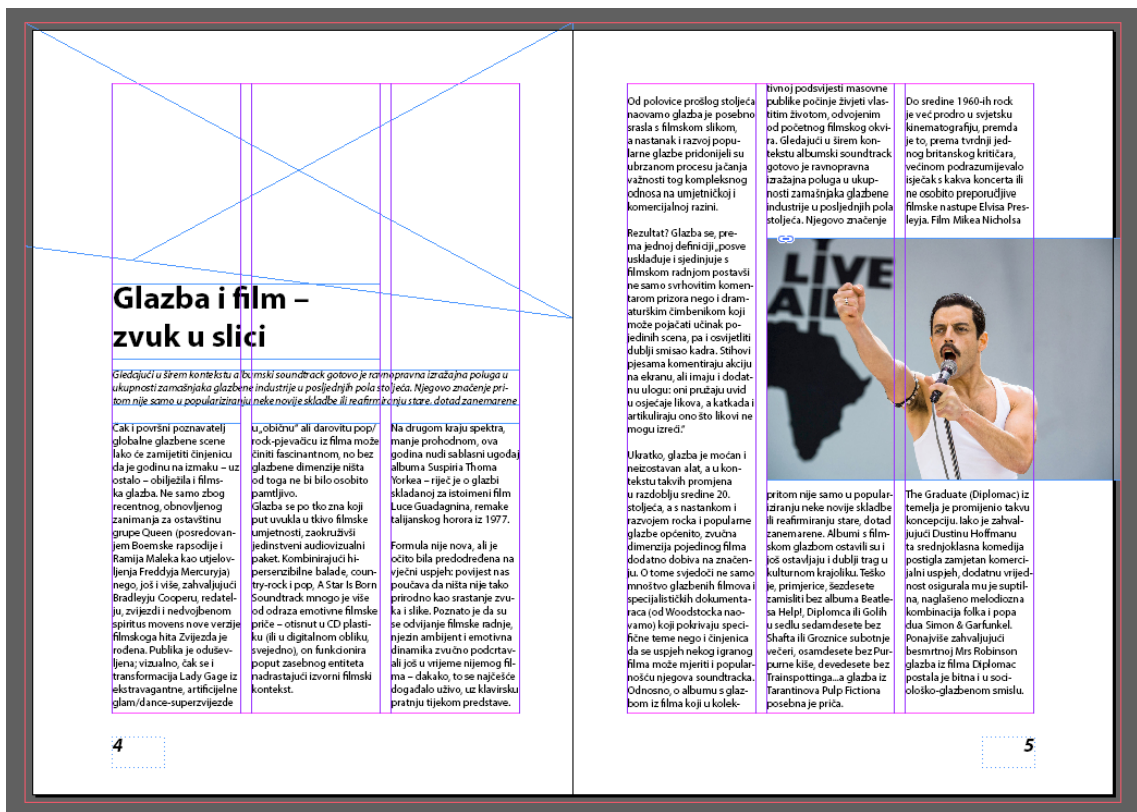 Glazba i film –
zvuk u slici
Gledajući u širem kontekstu albumski soundtrack gotovo je ravnopravna izražajna poluga u
ukupnosti zamašnjaka glazbene industrije u posljednjih pola stoljeća. Njegovo značenje pri-
tom nije samo u populariziranju neke novije skladbe ili reafirmiranju stare, dotad zanemarene
Čak i površni poznavatelj
globalne glazbene scene
lako će zamijetiti činjenicu
da je godinu na izmaku – uz
ostalo – obilježila i films-
ka glazba. Ne samo zbog
recentnog, obnovljenog
zanimanja za ostavštinu
grupe Queen (posredovan-
jem Boemske rapsodije i
Ramija Maleka kao utjelov-
ljenja Freddyja Mercuryja)
nego, još i više, zahvaljujući
Bradleyju Cooperu, redatel-
ju, zvijezdi i nedvojbenom
spiritus movens nove verzije
filmskoga hita Zvijezda je
rođena. Publika je odušev-
ljena; vizualno, čak se i
transformacija Lady Gage iz
ekstravagantne, artificijelne
glam/dance-superzvijezde
u „običnu“ ali darovitu pop/
rock-pjevačicu iz filma može
činiti fascinantnom, no bez
glazbene dimenzije ništa
od toga ne bi bilo osobito
pamtljivo.
Glazba se po tko zna koji
put uvukla u tkivo filmske
umjetnosti, zaokruživši
jedinstveni audiovizualni
paket. Kombinirajući hi-
persenzibilne balade, coun-
try-rock i pop, A Star Is Born
Soundtrack mnogo je više
od odraza emotivne filmske
priče – otisnut u CD plasti-
ku (ili u digitalnom obliku,
svejedno), on funkcionira
poput zasebnog entiteta
nadrastajući izvorni filmski
kontekst.
Na drugom kraju spektra,
manje prohodnom, ova
godina nudi sablasni ugođaj
albuma Suspiria Thoma
Yorkea – riječ je o glazbi
skladanoj za istoimeni film
Luce Guadagnina, remake
talijanskog horora iz 1977.
Formula nije nova, ali je
očito bila predodređena na
vječni uspjeh: povijest nas
poučava da ništa nije tako
prirodno kao srastanje zvu-
ka i slike. Poznato je da su
se odvijanje filmske radnje,
njezin ambijent i emotivna
dinamika zvučno podcrtav-
ali još u vrijeme nijemog fil-
ma – dakako, to se najčešće
događalo uživo, uz klavirsku
pratnju tijekom predstave.
4
Od polovice prošlog stoljeća
naovamo glazba je posebno
srasla s filmskom slikom,
a nastanak i razvoj popu-
larne glazbe pridonijeli su
ubrzanom procesu jačanja
važnosti tog kompleksnog
odnosa na umjetničkoj i
komercijalnoj razini.
Rezultat? Glazba se, pre-
ma jednoj definiciji „posve
usklađuje i sjedinjuje s
filmskom radnjom postavši
ne samo svrhovitim komen-
tarom prizora nego i dram-
aturškim čimbenikom koji
može pojačati učinak po-
jedinih scena, pa i osvijetliti
dublji smisao kadra. Stihovi
pjesama komentiraju akciju
na ekranu, ali imaju i dodat-
nu ulogu: oni pružaju uvid
u osjećaje likova, a katkada i
artikuliraju ono što likovi ne
mogu izreći.“
Ukratko, glazba je moćan i
neizostavan alat, a u kon-
tekstu takvih promjena
u razdoblju sredine 20.
stoljeća, a s nastankom i
razvojem rocka i popularne
glazbe općenito, zvučna
dimenzija pojedinog filma
dodatno dobiva na značen-
ju. O tome svjedoči ne samo
mnoštvo glazbenih filmova i
specijalističkih dokumenta-
raca (od Woodstocka nao-
vamo) koji pokrivaju speci-
fične teme nego i činjenica
da se uspjeh nekog igranog
filma može mjeriti i popular-
nošću njegova soundtracka.
Odnosno, o albumu s glaz-
bom iz filma koji u kolek-
tivnoj podsvijesti masovne
publike počinje živjeti vlas-
titim životom, odvojenim
od početnog filmskog okvi-
ra. Gledajući u širem kon-
tekstu albumski soundtrack
gotovo je ravnopravna
izražajna poluga u ukup-
nosti zamašnjaka glazbene
industrije u posljednjih pola
stoljeća. Njegovo značenje
LIVE
AID
pritom nije samo u popular-
iziranju neke novije skladbe
ili reafirmiranju stare, dotad
zanemarene. Albumi s film-
skom glazbom ostavili su i
još ostavljaju i dublji trag u
kulturnom krajoliku. Teško
je, primjerice, šezdesete
zamisliti bez albuma Beatle-
sa Help!, Diplomca ili Golih
u sedlu sedamdesete bez
Shafta ili Groznice subotnje
večeri, osamdesete bez Pur-
purne kiše, devedesete bez
Trainspottinga...a glazba iz
Tarantinova Pulp Fictiona
posebna je priča.
Do sredine 1960-ih rock
je već prodro u svjetsku
kinematografiju, premda
je to, prema tvrdnji jed-
nog britanskog kritičara,
većinom podrazumijevalo
isječak s kakva koncerta ili
ne osobito preporučljive
filmske nastupe Elvisa Pres-
leyja. Film Mikea Nicholsa
The Graduate (Diplomac) iz
temelja je promijenio takvu
koncepciju. Iako je zahval-
jujući Dustinu Hoffmanu
ta srednjoklasna komedija
postigla zamjetan komerci-
jalni uspjeh, dodatnu vrijed-
nost osigurala mu je suptil-
na, naglašeno melodiozna
kombinacija folka i popa
dua Simon & Garfunkel.
Ponajviše zahvaljujući
besmrtnoj Mrs Robinson
glazba iz filma Diplomac
postala je bitna i u soci-
ološko-glazbenom smislu.
5